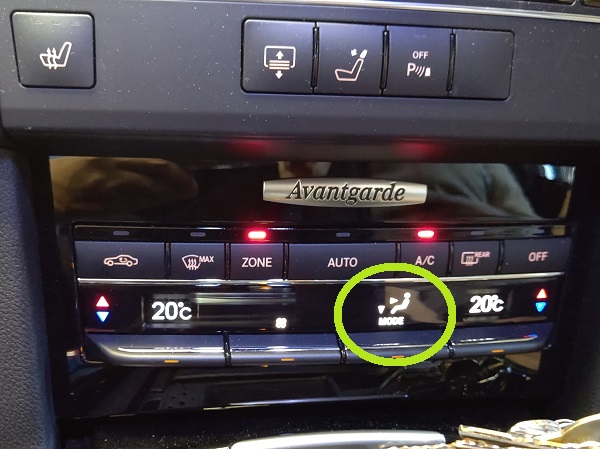 OFF
P
Avantgarde
MAX
ZONE
AUTO
A/C
REAR
OFF
20°C
MODE
20°C